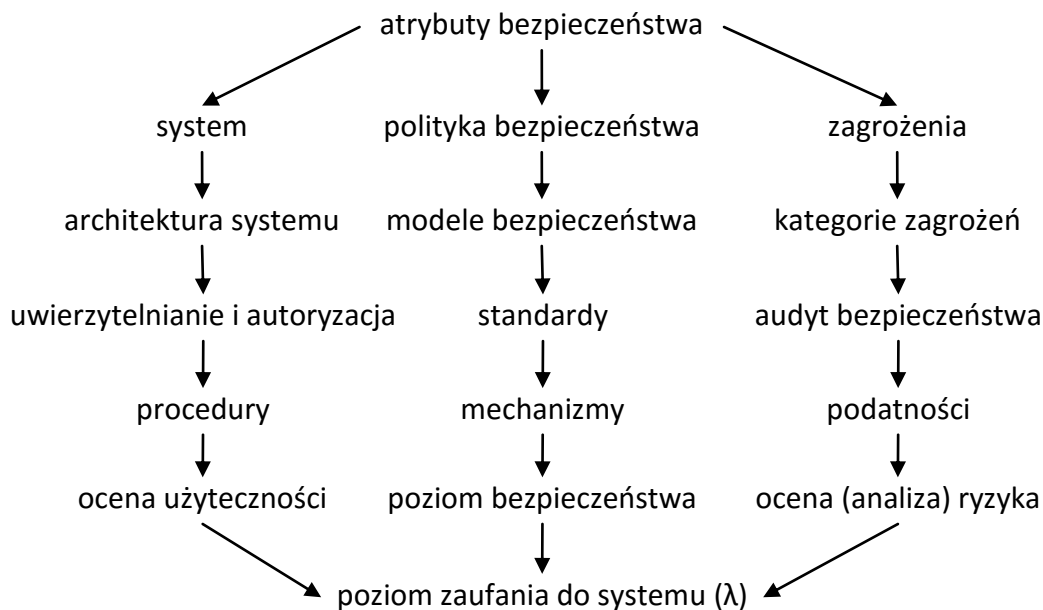 atrybuty bezpieczeństwa
system polityka bezpieczeństwa zagrożenia
architektura systemu modele bezpieczeństwa kategorie zagrożeń
uwierzytelnianie i autoryzacja standardy audyt bezpieczeństwa
procedury mechanizmy podatności
ocena użyteczności poziom bezpieczeństwa ocena (analiza) ryzyka
poziom zaufania do systemu (λ)